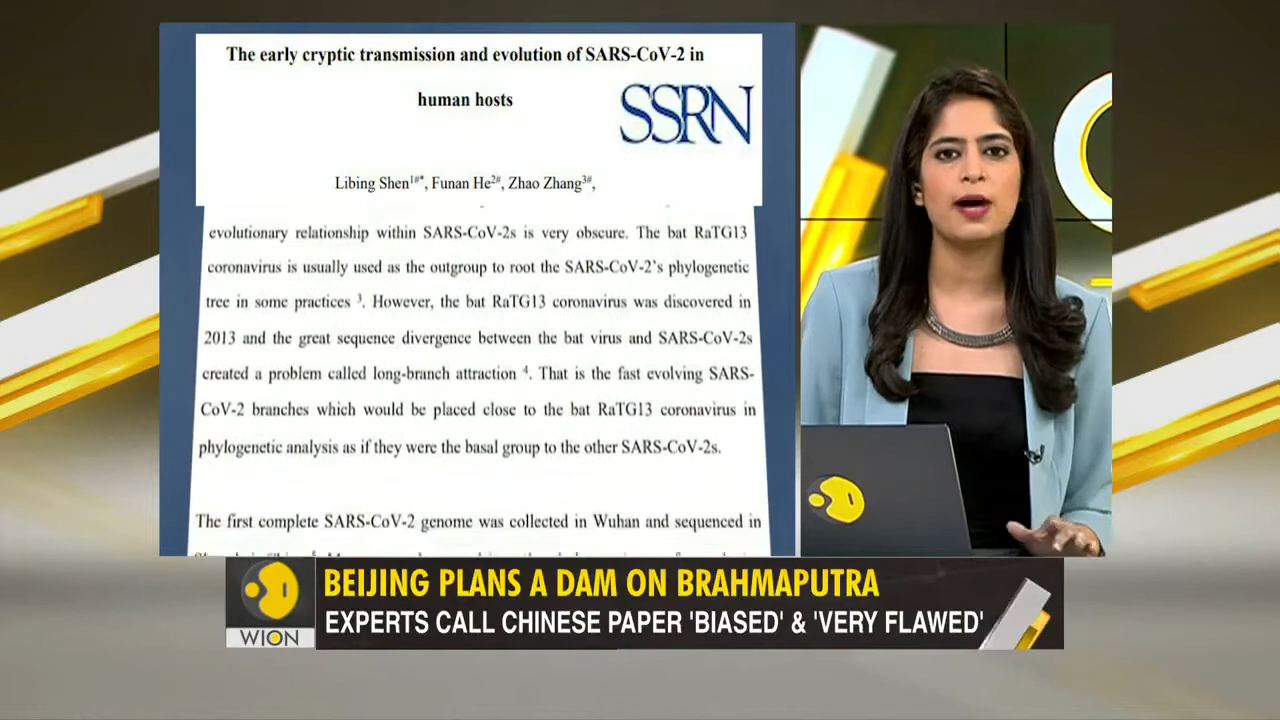 The early cryptic transmission and evolution of SARS-CoV-2 in
human hosts
SSRN
Libing Shen1#*, Funan He2#, Zhao Zhang3#,
evolutionary relationship within SARS-CoV-2s is very obscure. The bat RaTG13
coronavirus is usually used as the outgroup to root the SARS-CoV-2's phylogenetic
tree in some practices 3. However, the bat RaTG13 coronavirus was discovered in
2013 and the great sequence divergence between the bat virus and SARS-CoV-2s
created a problem called long-branch attraction 4. That is the fast evolving SARS-
CoV-2 branches which would be placed close to the bat RaTG13 coronavirus in
phylogenetic analysis as if they were the basal group to the other SARS-CoV-2s.
The first complete SARS-CoV-2 genome was collected in Wuhan and sequenced in
BEIJING PLANS A DAM ON BRAHMAPUTRA
EXPERTS CALL CHINESE PAPER 'BIASED' & 'VERY FLAWED'
WION